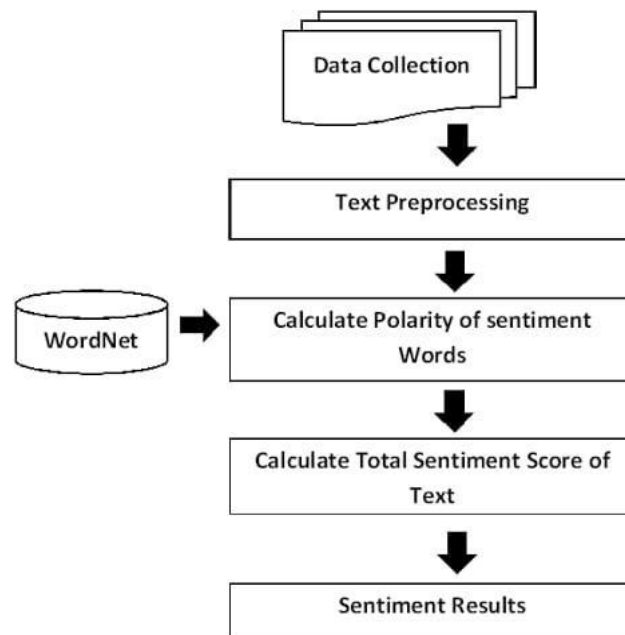 Data Collection
Text Preprocessing
WordNet
Calculate Polarity of sentiment
Words
Calculate Total Sentiment Score of
Text
Sentiment Results